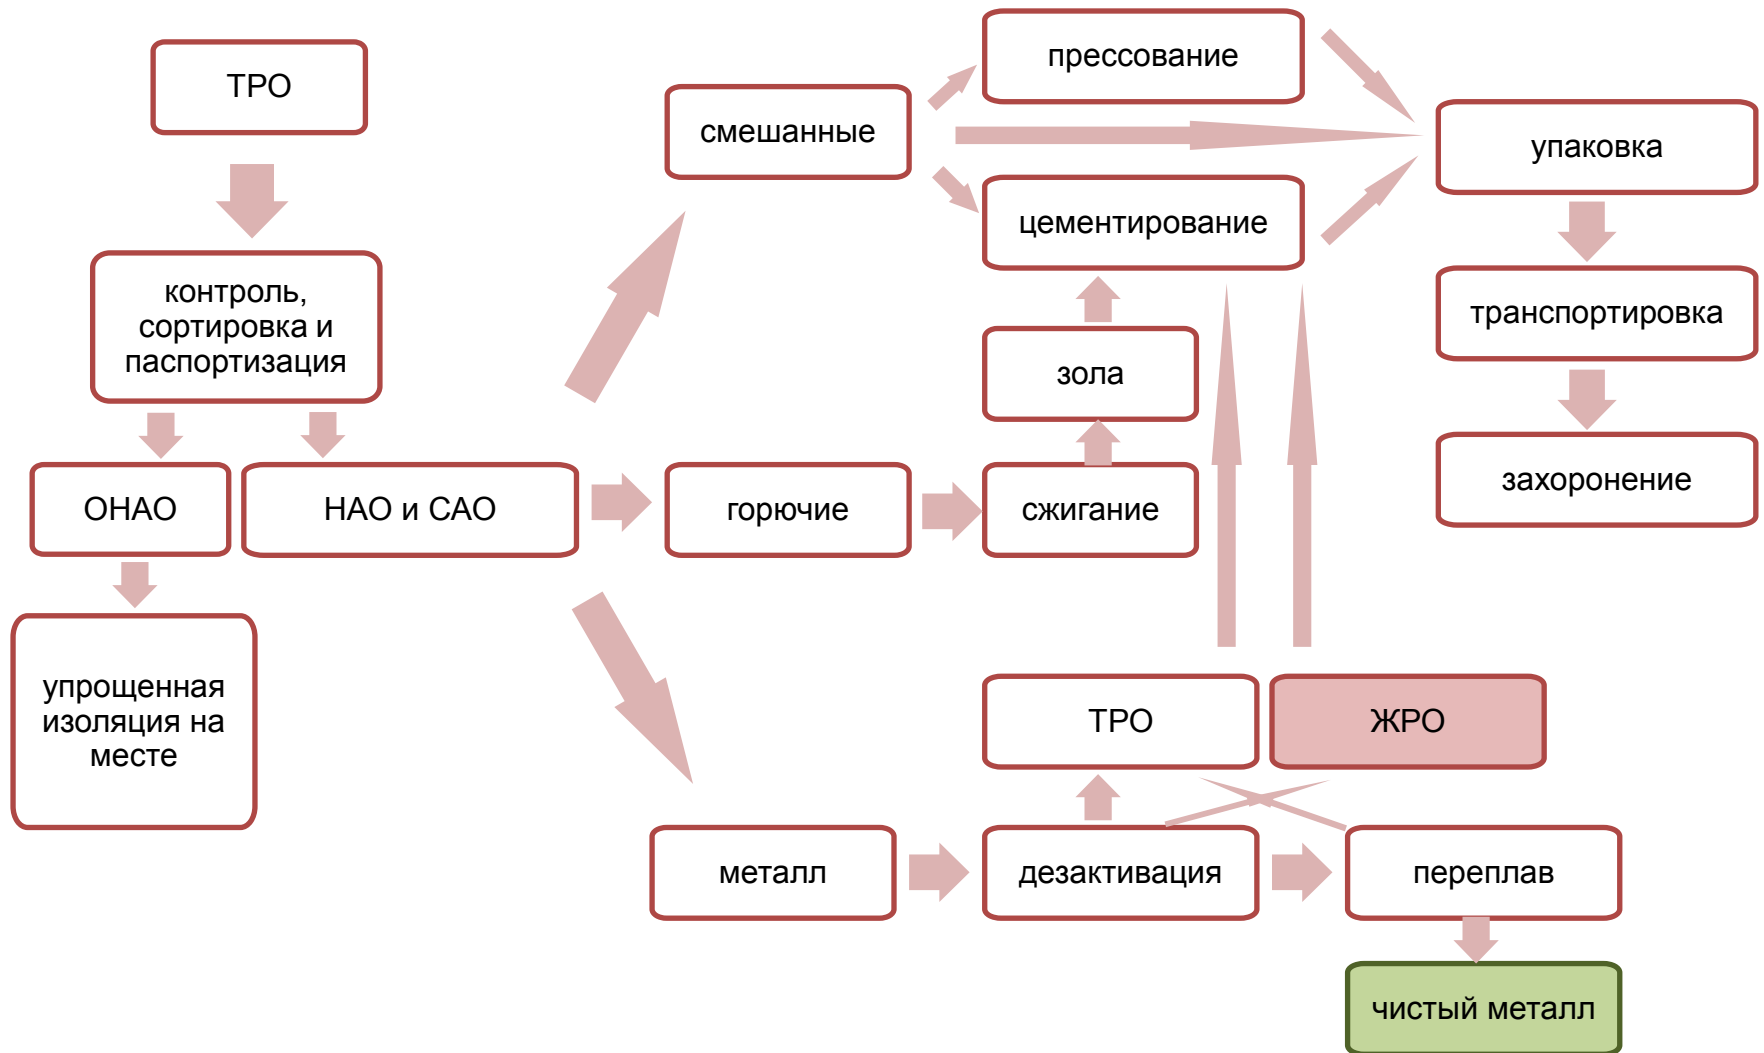 ТРО
контроль,
сортировка и
паспортизация
ОНАО
НАО и САО
упрощенная
изоляция на
месте
смешанные
прессование
цементирование
зола
горючие
сжигание
упаковка
транспортировка
захоронение
ТРО
ЖРО
металл
дезактивация
переплав
чистый металл